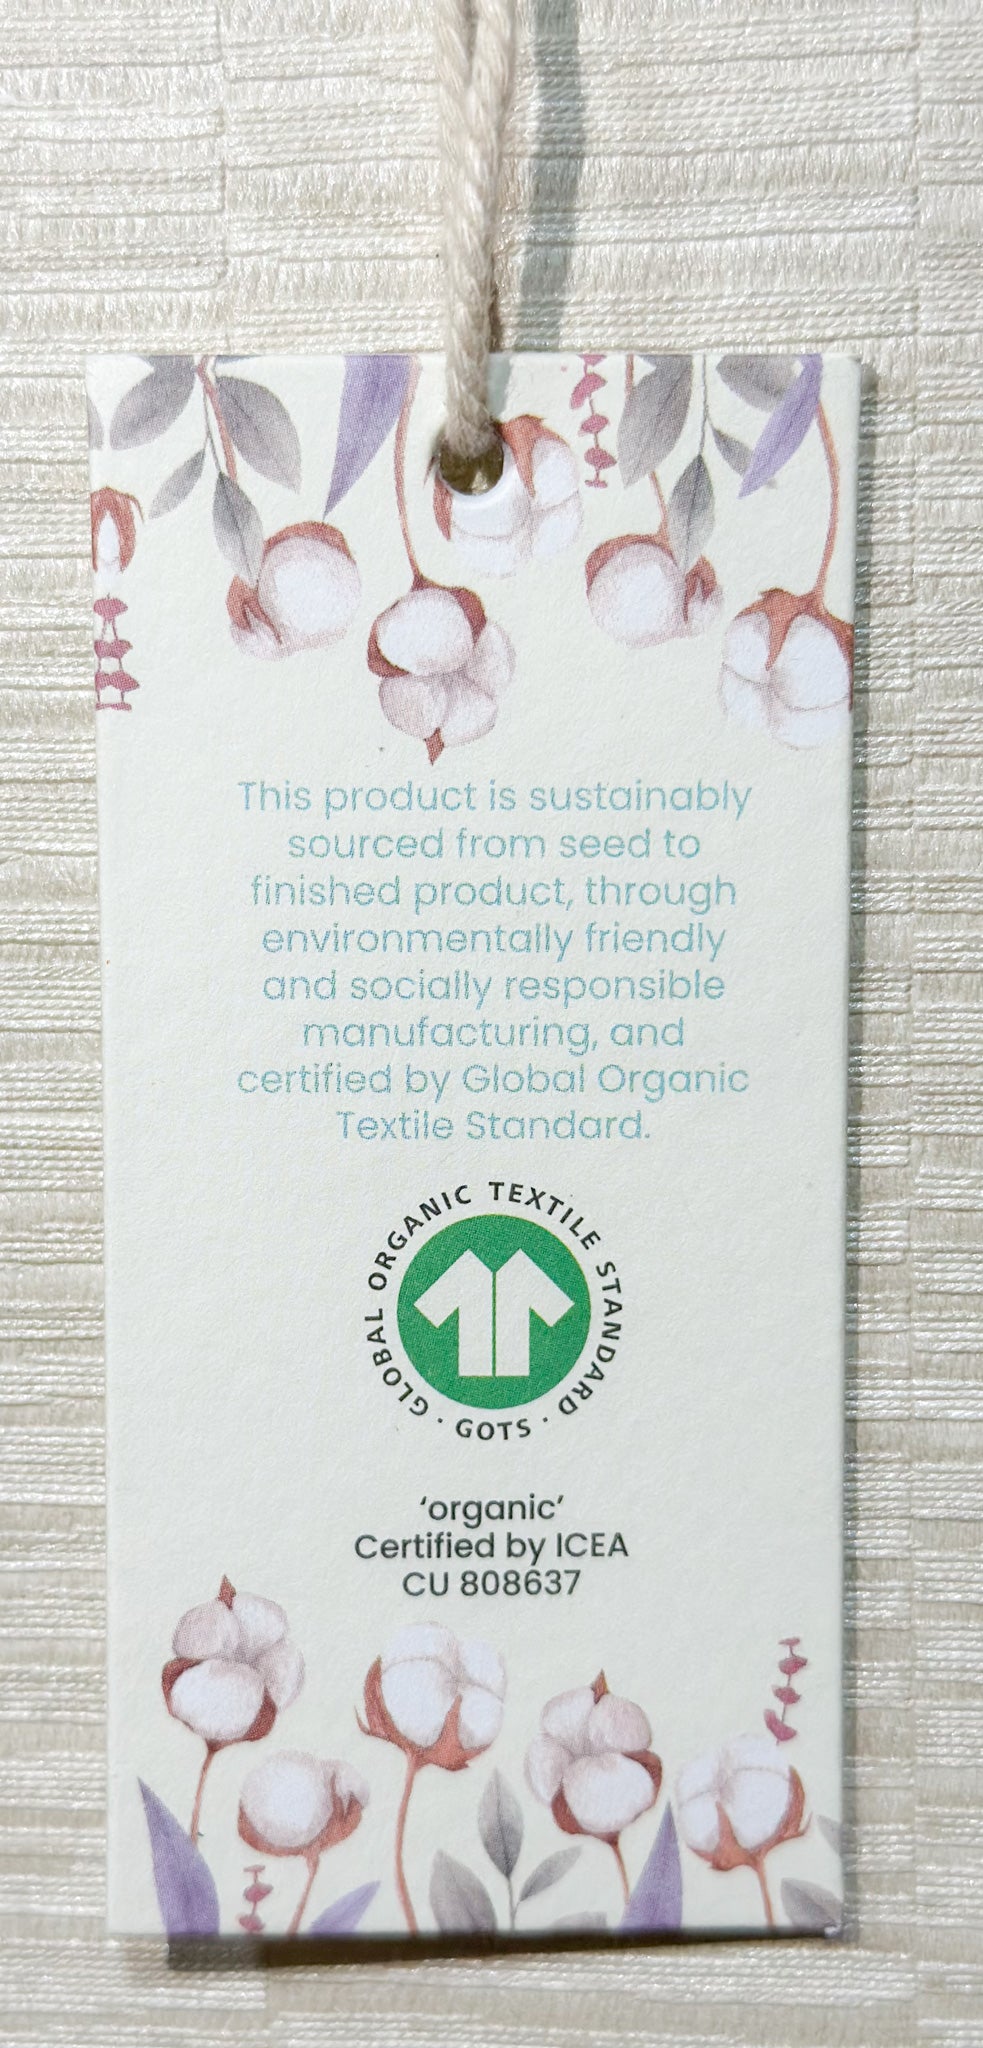 This product is sustainably
sourced from seed to
finished product, through
environmentally friendly
and socially responsible
manufacturing, and
certified by Global Organic
Textile Standard.
GLOBAL ORGANIC TEXTILE STANDARD · GOTS ·
‘organic’
Certified by ICEA
CU 808637